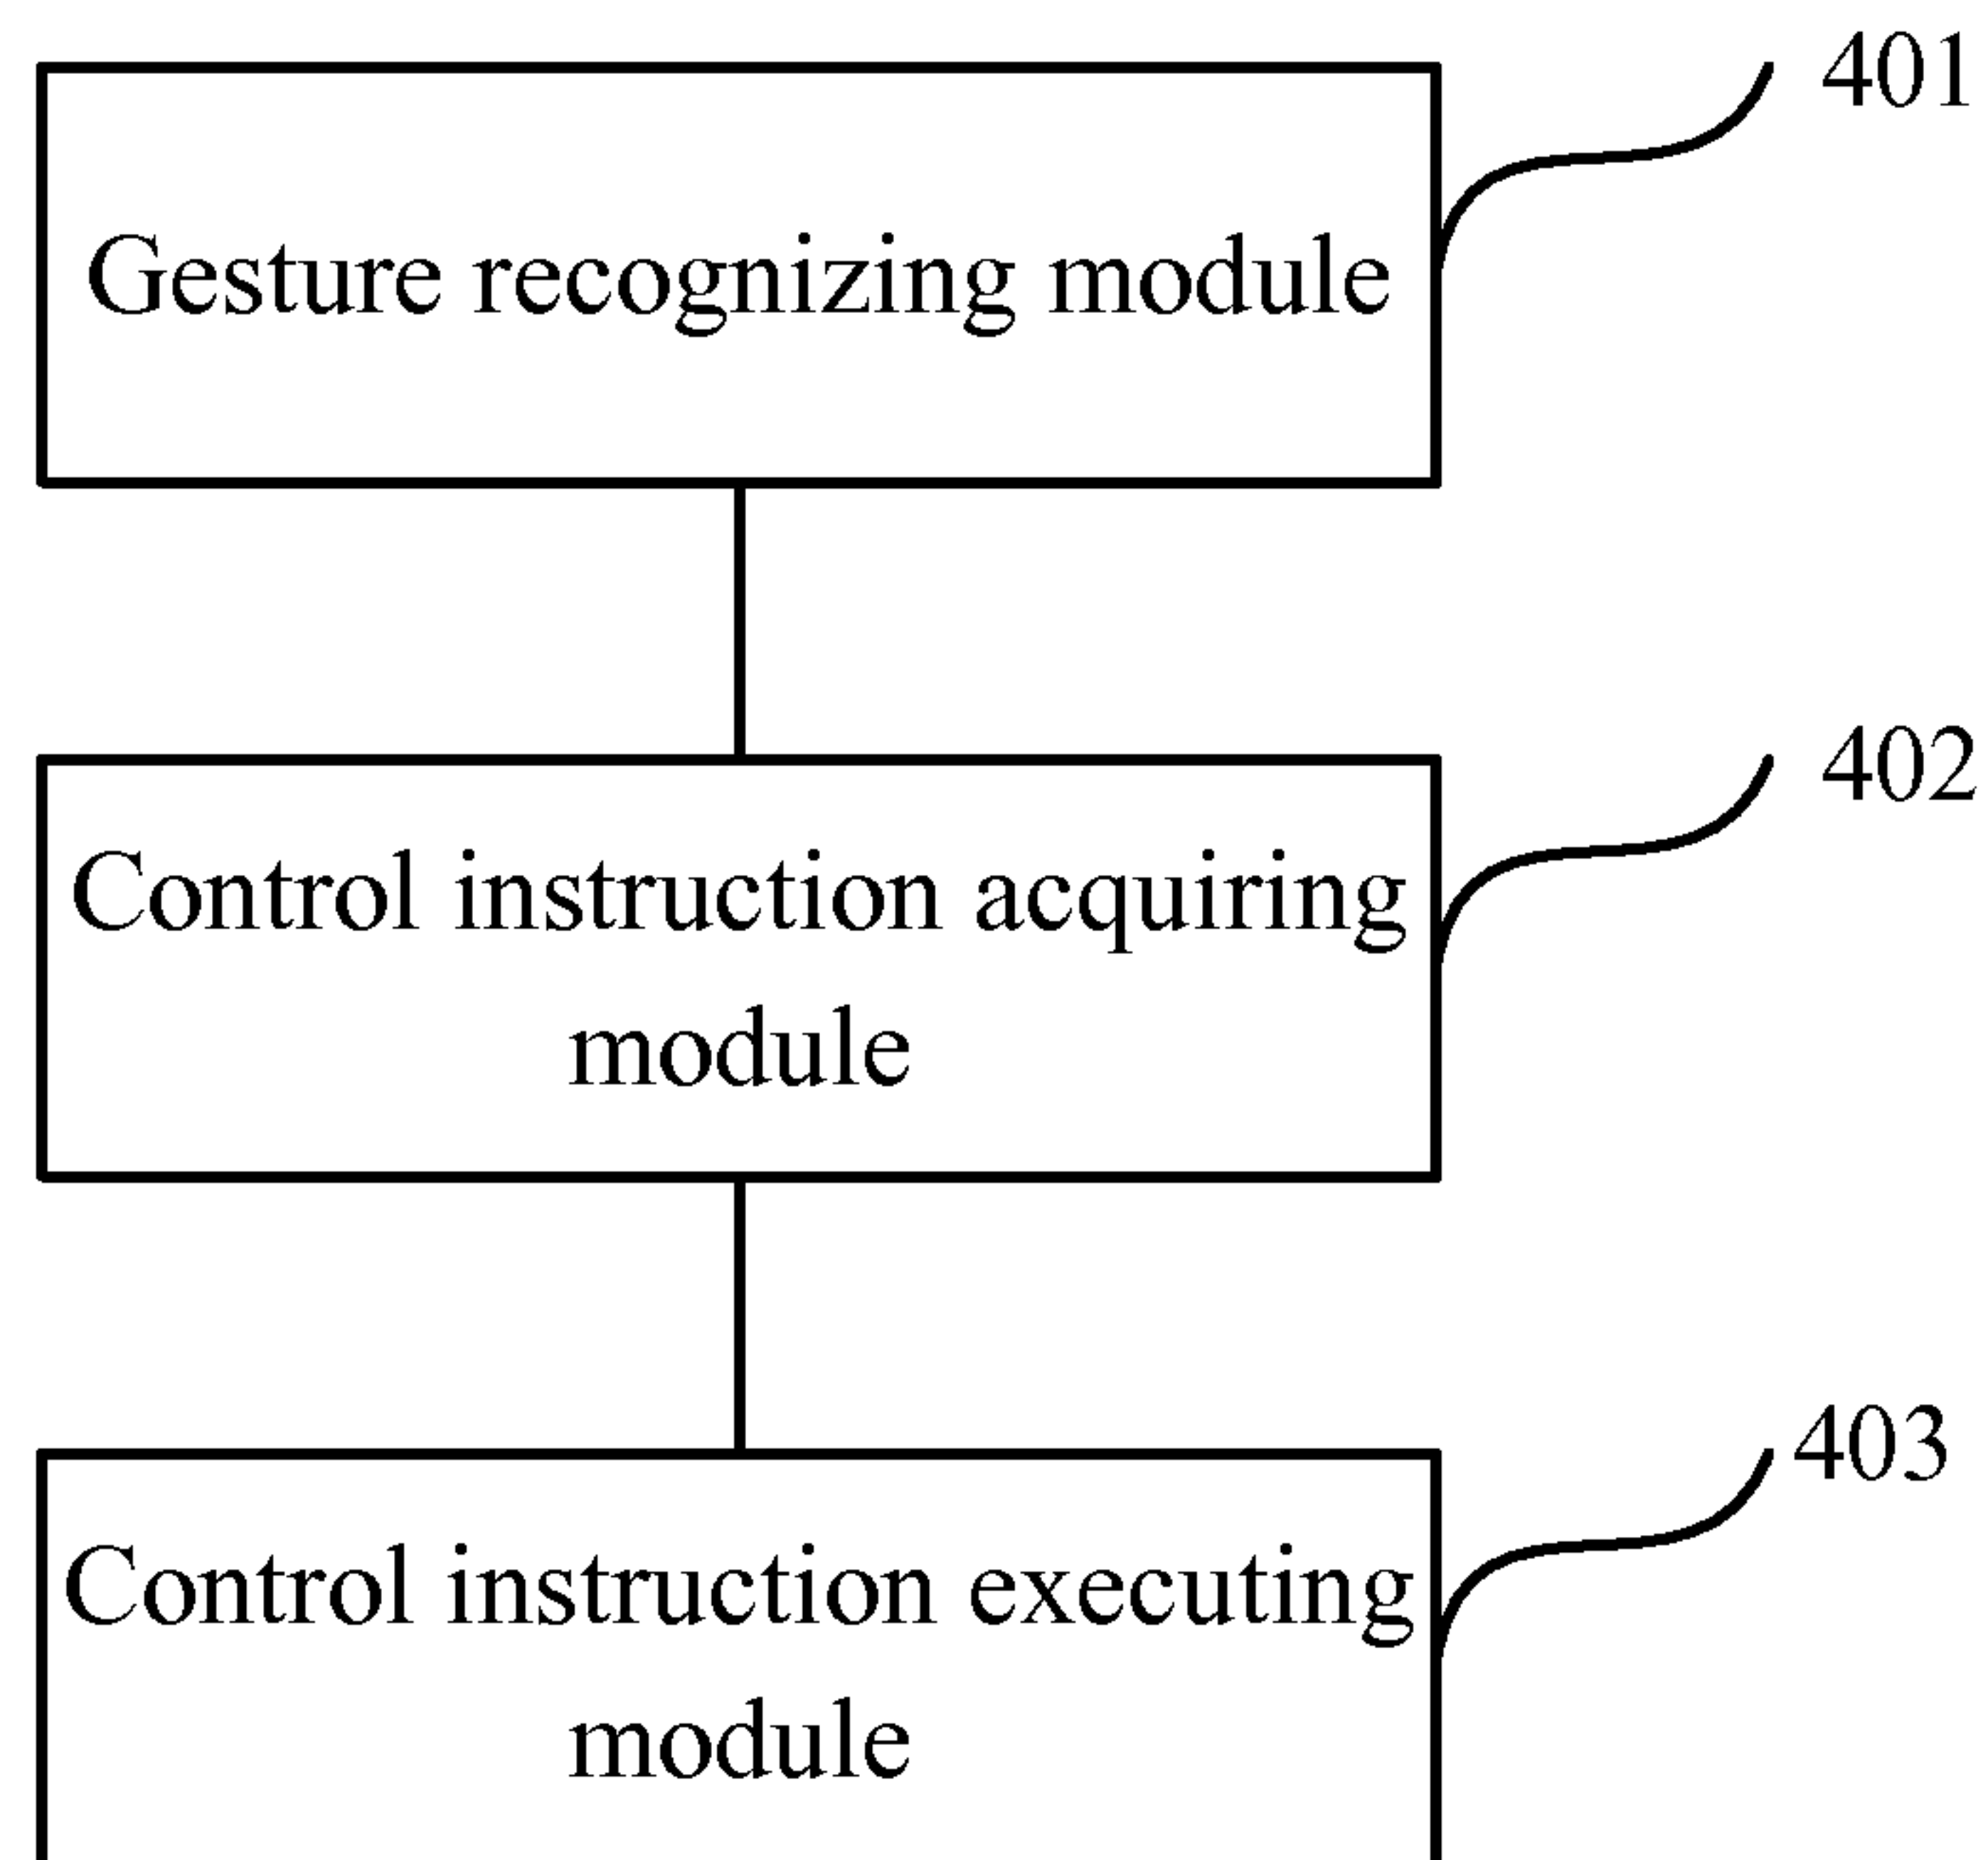 401
Gesture recognizing module
402
Control instruction acquiring
module
403
Control instruction executing
module